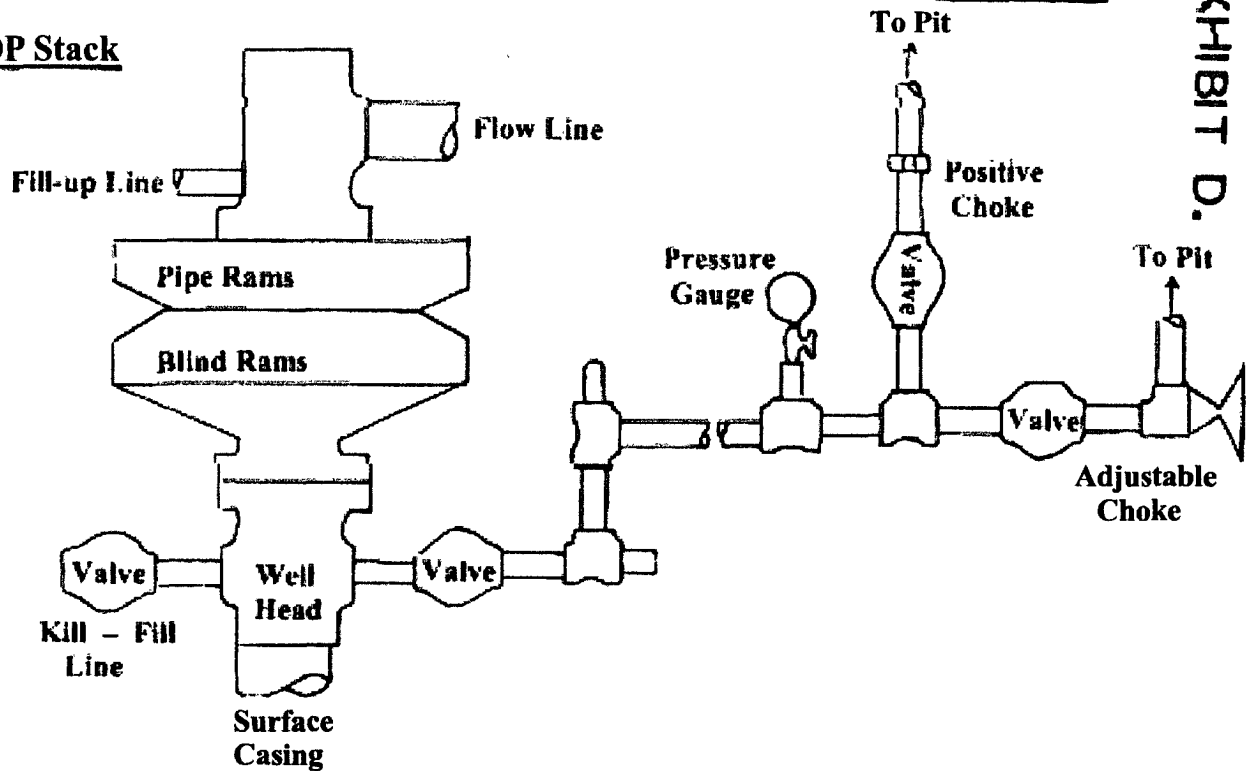 OP Stack
To Pit
XHIBIT D.
Flow Line
Fill-up Line
Positive
Choke
Pipe Rams
Valve
Pressure
Gauge
To Pit
Blind Rams
Valve
Adjustable
Choke
Valve
Well
Head
Valve
Kill – Fill
Line
Surface
Casing